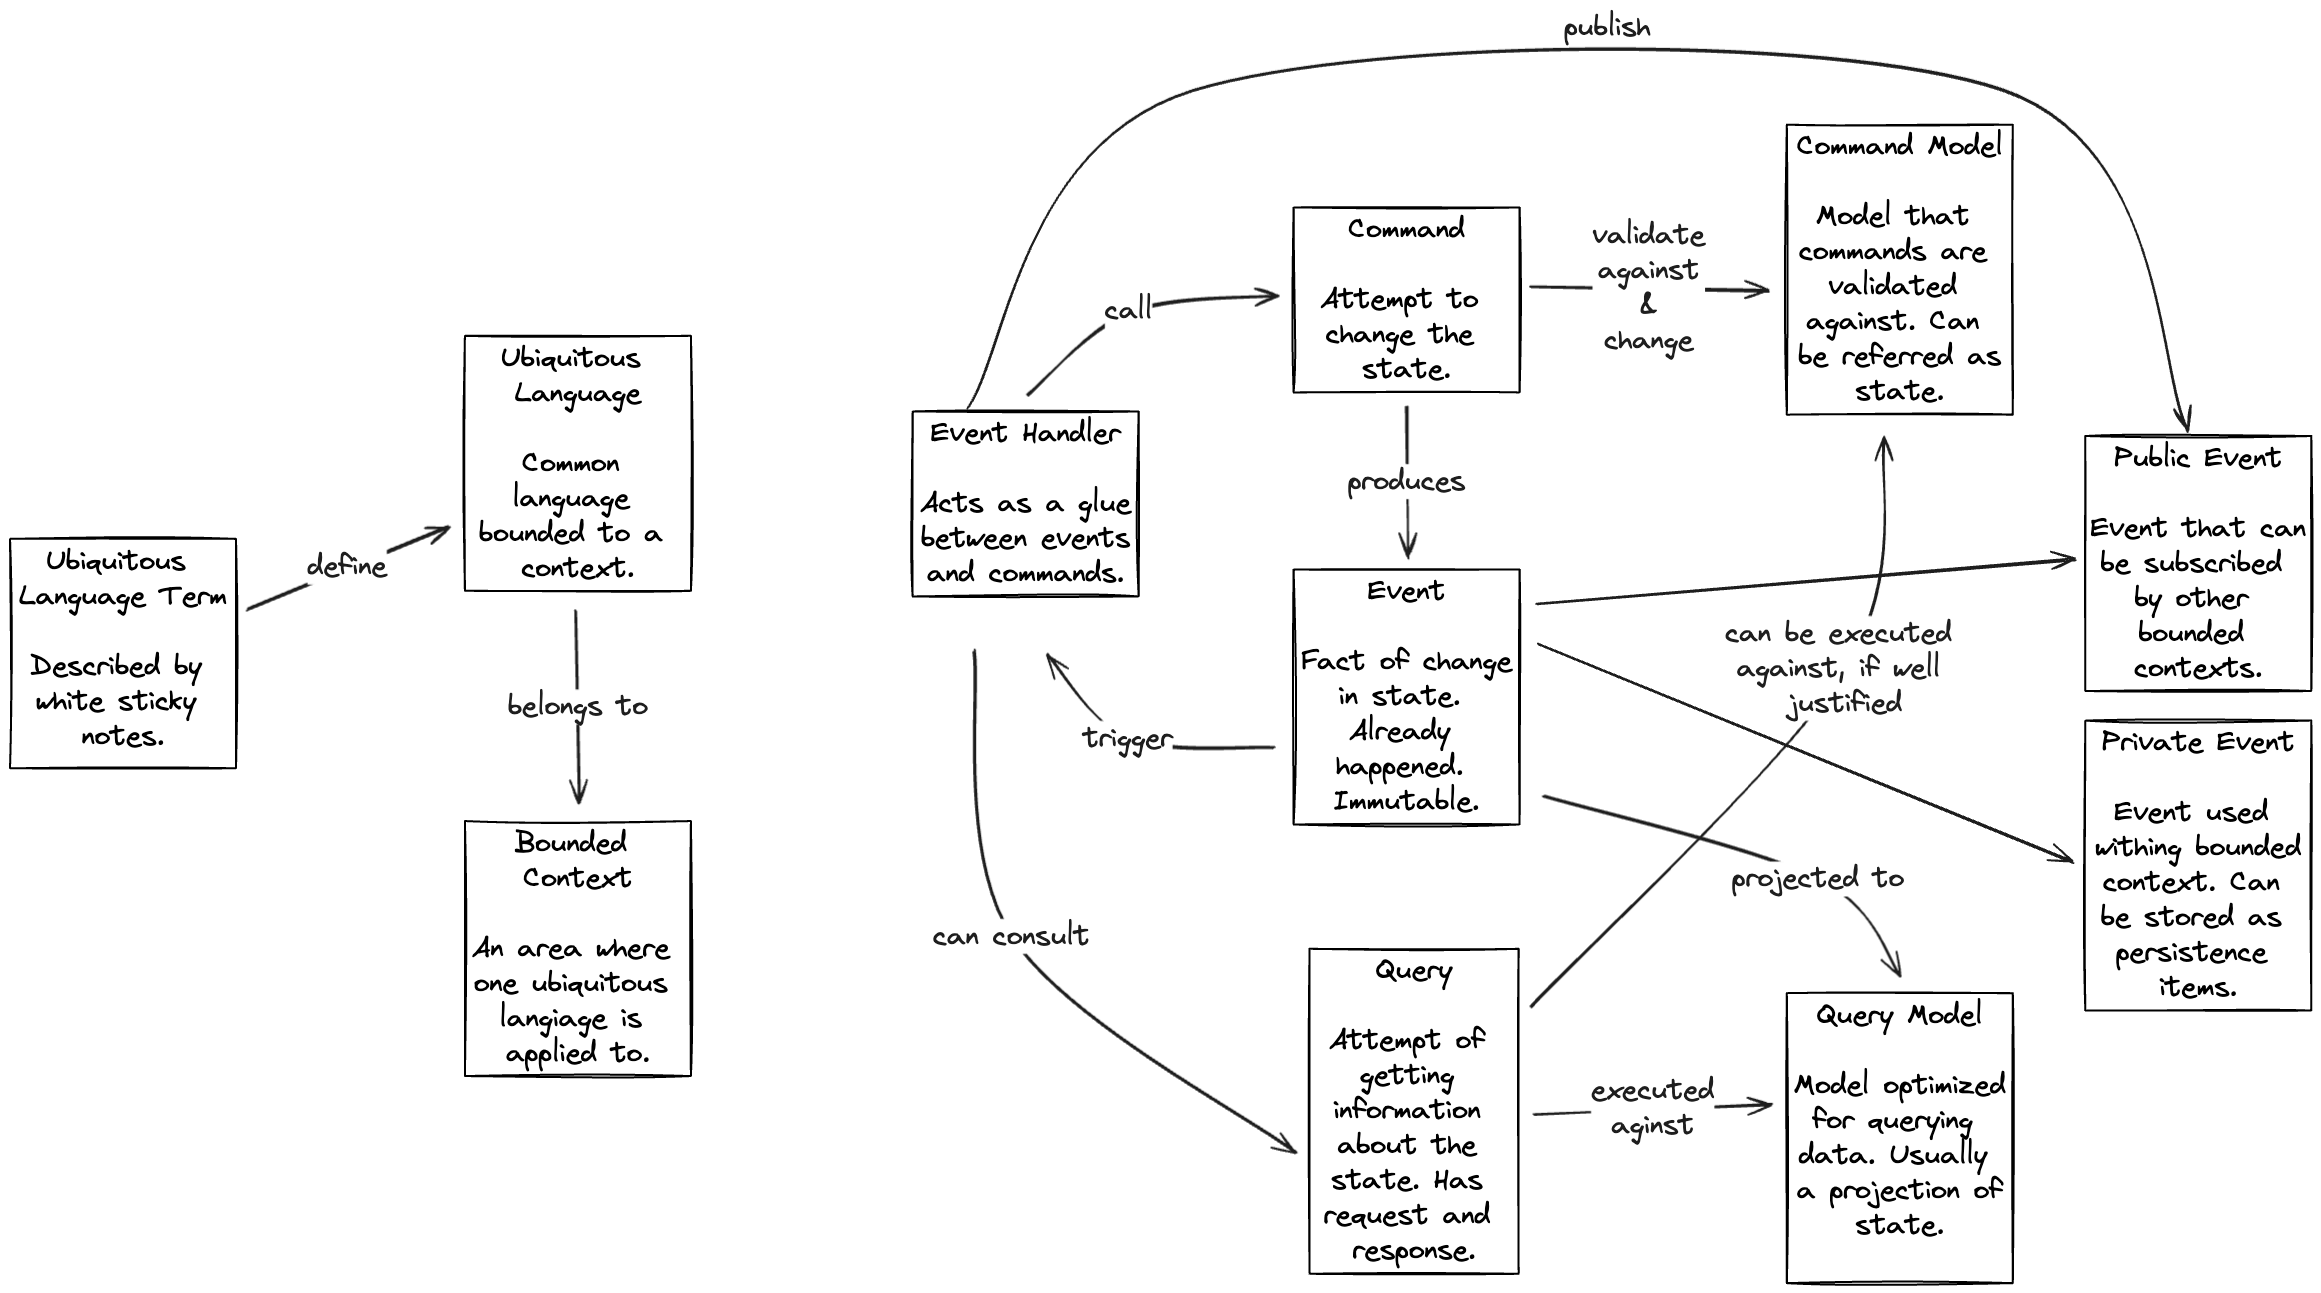 publish
Command Model
Model that
commands are
validated
against. Can
be referred as
state.
Command
Attempt to
change the
state.
validate
against
&
change
call
Ubiquitous
Language
Common
language
bounded to a
context.
Event Handler
Acts as a glue
between events
and commands.
Public Event
Event that can
be subscribed
by other
bounded
contexts.
produces
define
Ubiquitous
Language Term
Described by
white sticky
notes.
Event
Fact of change
in state.
Already
happened.
Immutable.
can be executed
against, if well
justified
belongs to
trigger
Private Event
Event used
withing bounded
context. Can
be stored as
persistence
items.
Bounded
Context
An area where
one ubiquitous
langiage is
applied to.
projected to
can consult
Query
Attempt of
getting
information
about the
state. Has
request and
response.
executed
aginst
Query Model
Model optimized
for querying
data. Usually
a projection of
state.